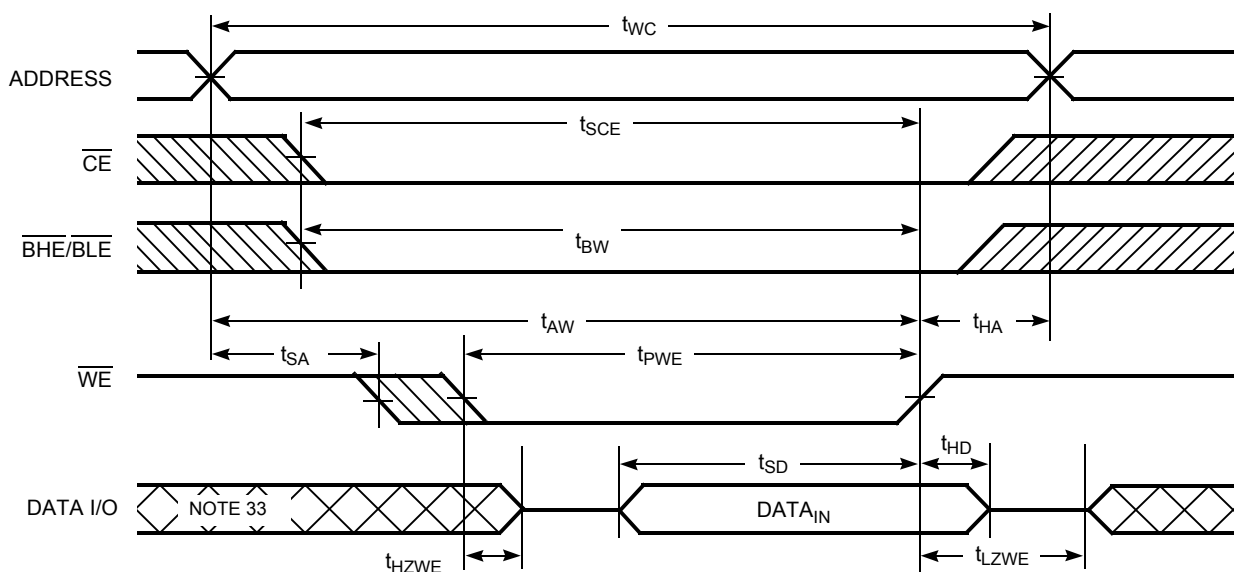 tWC
ADDRESS
tSCE
CE
BHE/BLE
tBW
tAW
tHA
tSA
tPWE
WE
tHD
tSD
DATA I/O
NOTE 33
DATAIN
tHZWE
tLZWE